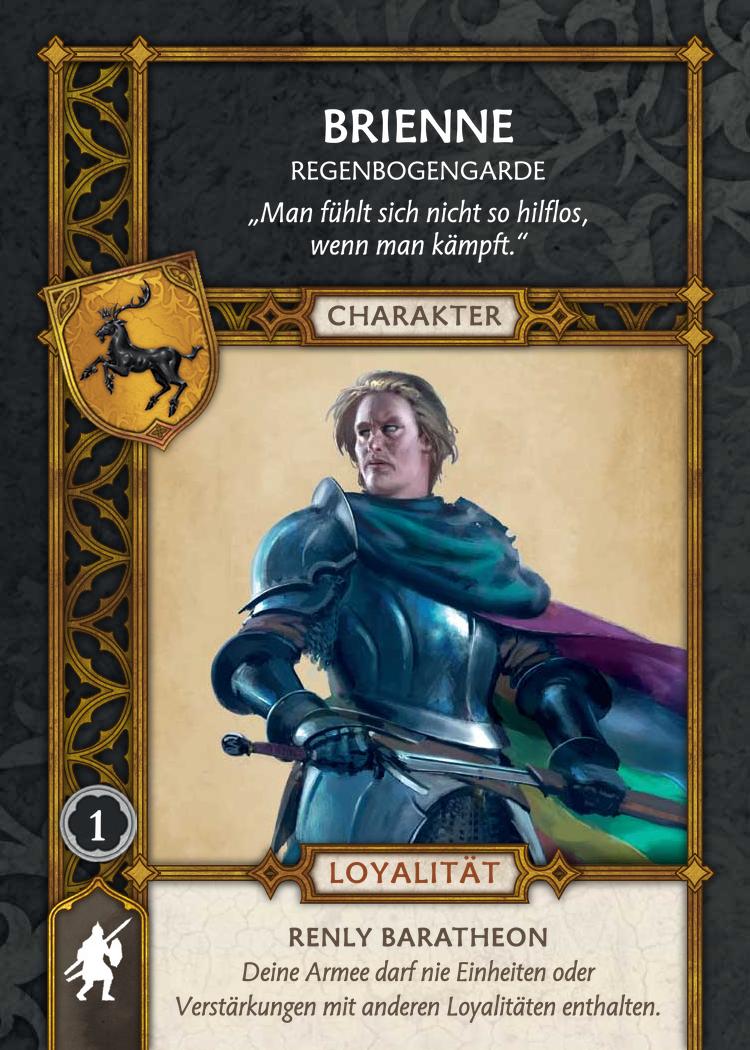 BRIENNE
REGENBOGENGARDE
„Man fühlt sich nicht so hilflos,
wenn man kämpft.“
CHARAKTER
1
LOYALITÄT
RENLY BARATHEON
Deine Armee darf nie Einheiten oder
Verstärkungen mit anderen Loyalitäten enthalten.